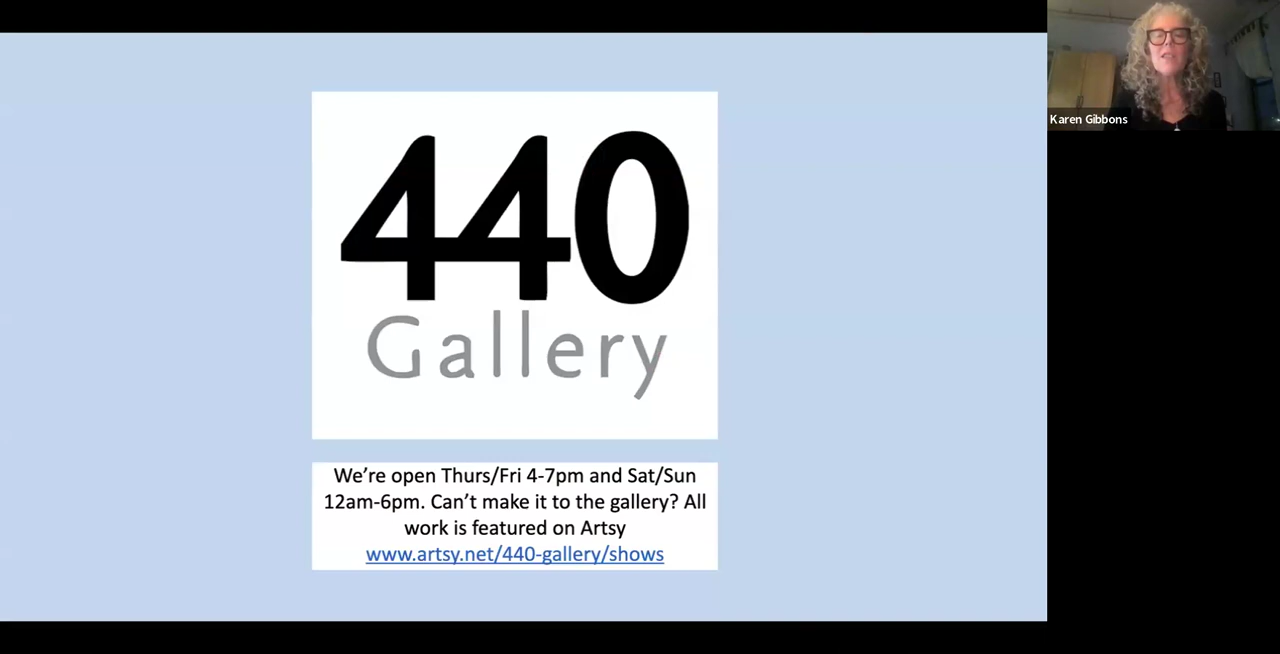 440
Gallery
We're open Thurs/Fri 4-7pm and Sat/Sun
12am-6pm. Can't make it to the gallery? All
work is featured on Artsy
www.artsy.net/440-gallery/shows
Karen Gibbons